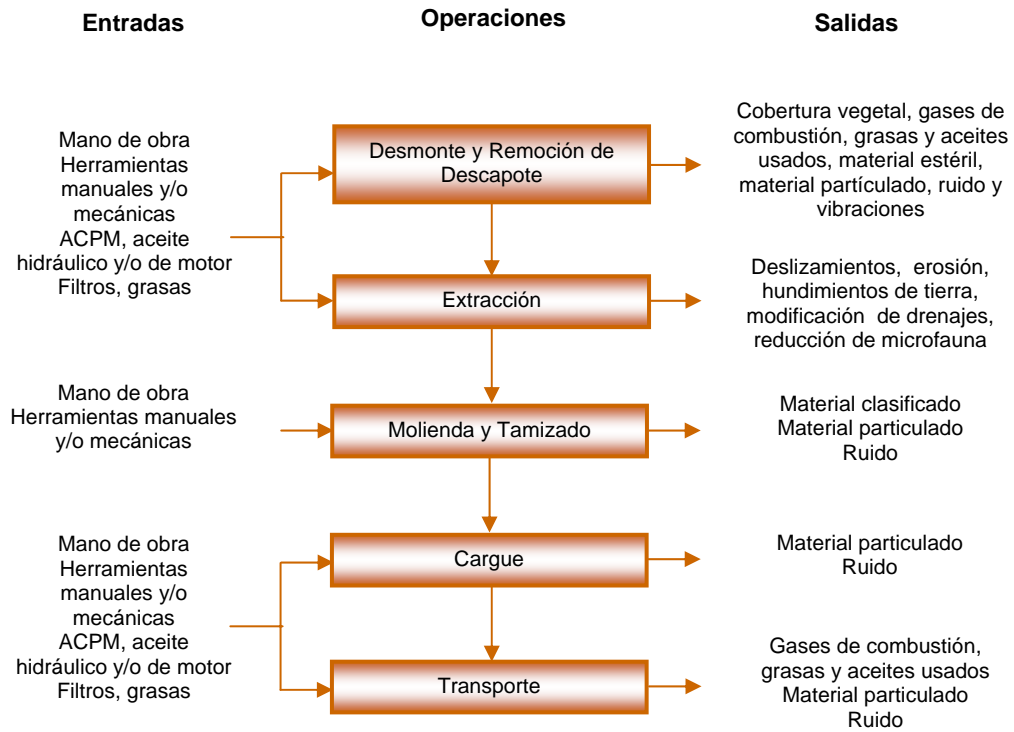 Entradas
Operaciones
Salidas
Mano de obra
Herramientas
manuales y/o
mecánicas
ACPM, aceite
hidráulico y/o de motor
Filtros, grasas
Desmonte y Remoción de
Descapote
Cobertura vegetal, gases de
combustión, grasas y aceites
usados, material estéril,
material partículado, ruido y
vibraciones
Extracción
Deslizamientos, erosión,
hundimientos de tierra,
modificación de drenajes,
reducción de microfauna
Mano de obra
Herramientas manuales
y/o mecánicas
Molienda y Tamizado
Material clasificado
Material particulado
Ruido
Mano de obra
Herramientas
manuales y/o
mecánicas
ACPM, aceite
hidráulico y/o de motor
Filtros, grasas
Cargue
Material particulado
Ruido
Transporte
Gases de combustión,
grasas y aceites usados
Material particulado
Ruido